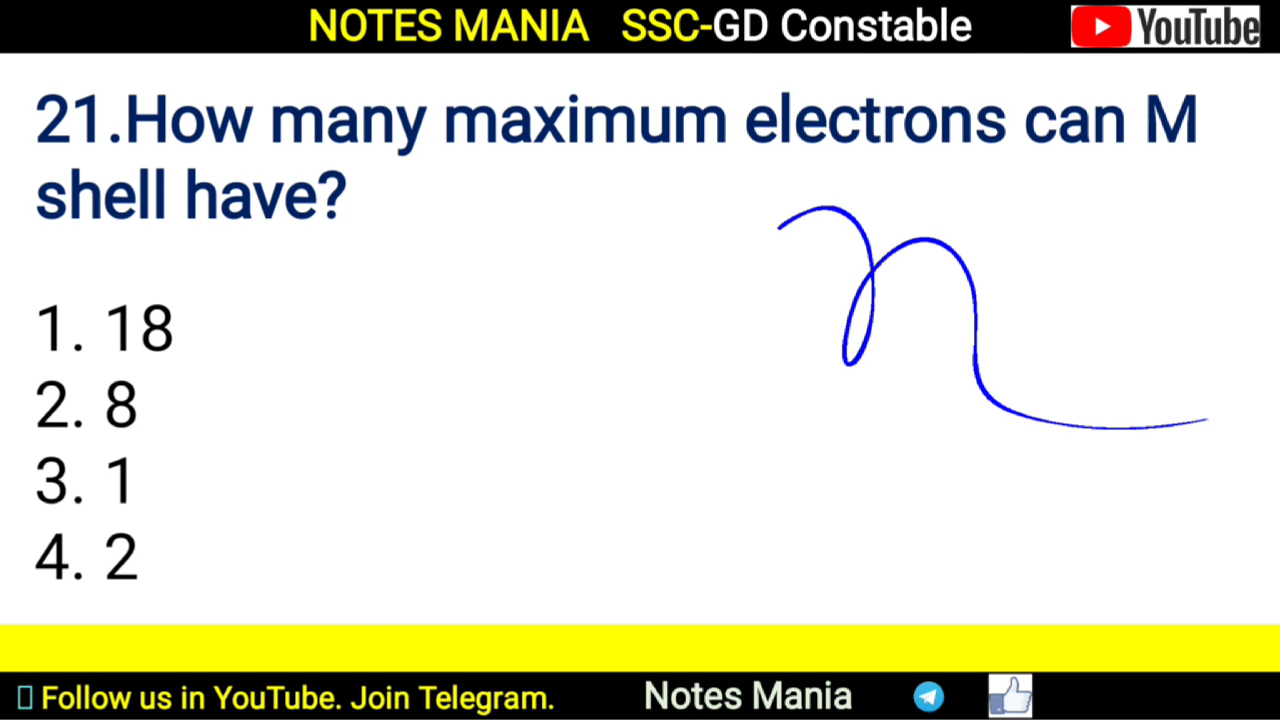 NOTES MANIA SSC-GD Constable YouTube
21.How many maximum electrons can M
shell have?
1. 18
2. 8
3. 1
4. 2
Follow us in YouTube. Join Telegram. Notes Mania